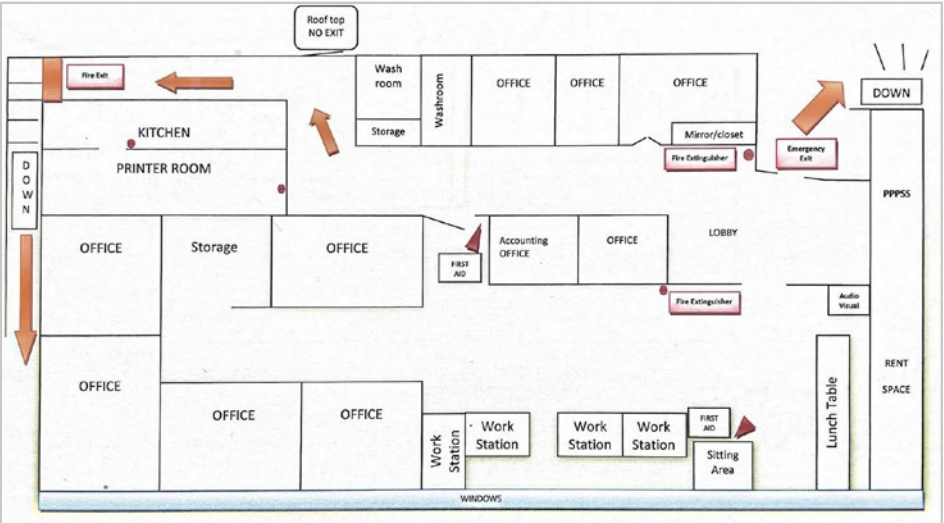 Roof top
NO EXIT
Fire Exit
Wash
room
Washroom
OFFICE
OFFICE
OFFICE
DOWN
Storage
Mirror/closet
KITCHEN
Fire Extinguisher
Emergency
Exit
PRINTER ROOM
D
O
W
N
PPPSS
OFFICE
Storage
OFFICE
Accounting
OFFICE
OFFICE
LOBBY
FIRST
AID
Fire Extinguisher
Audio
Visual
OFFICE
OFFICE
OFFICE
RENT
SPACE
Work
Station
Work
Station
Work
Station
Work
Station
FIRST
AID
Sitting
Area
Lunch Table
WINDOWS